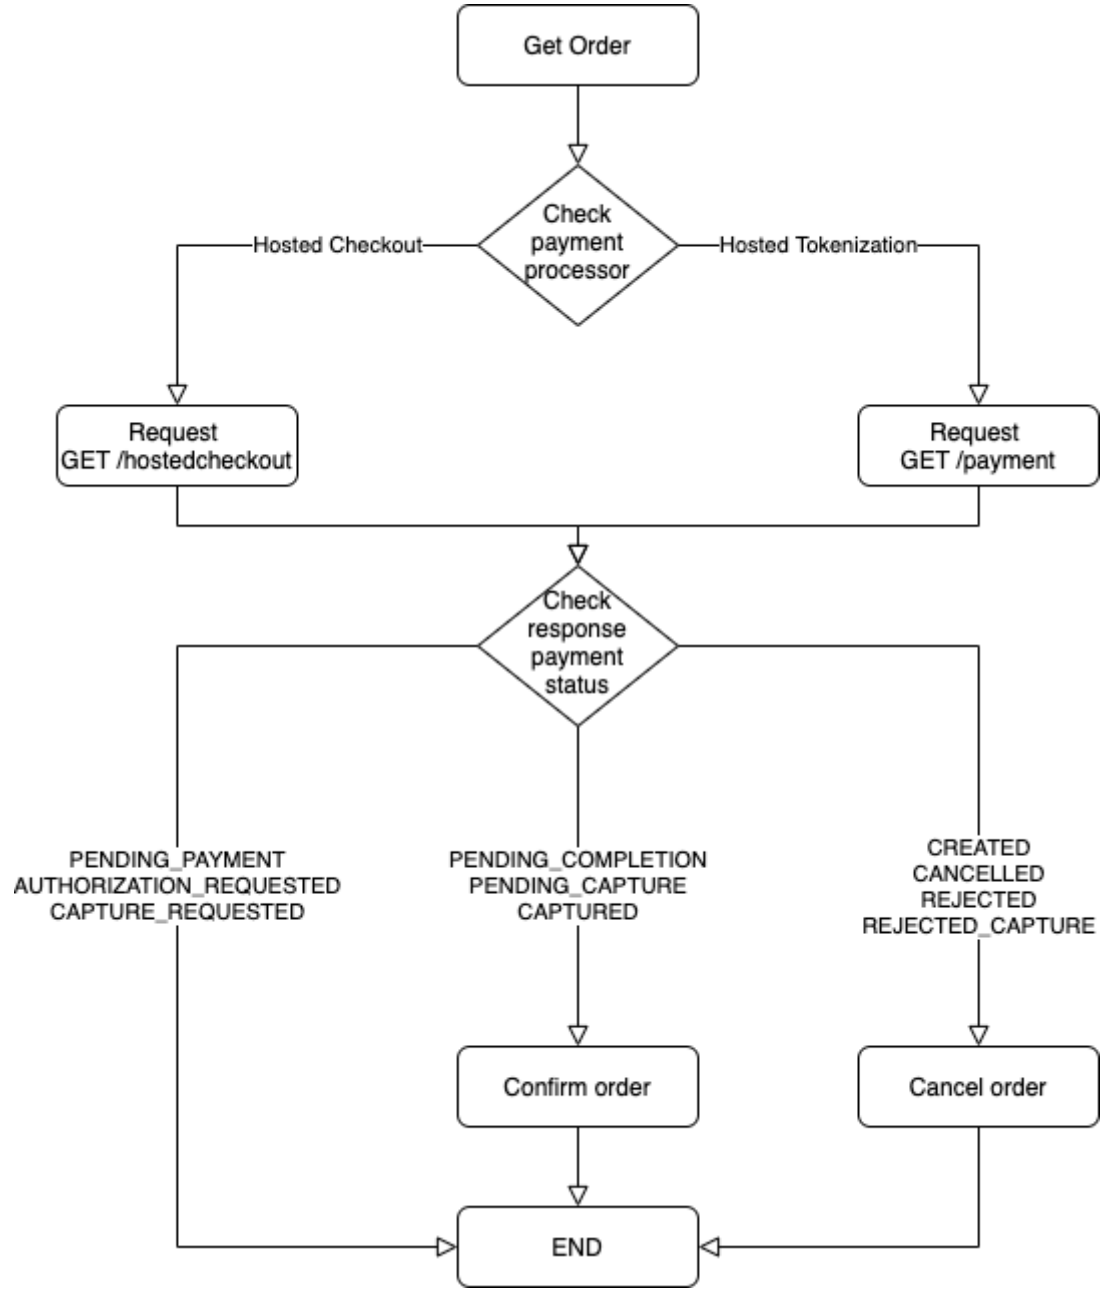 Get Order
Check
payment
processor
Hosted Checkout
Hosted Tokenization
Request
GET /hostedcheckout
Request
GET /payment
Check
response
payment
status
PENDING_PAYMENT
AUTHORIZATION_REQUESTED
CAPTURE_REQUESTED
PENDING_COMPLETION
PENDING_CAPTURE
CAPTURED
CREATED
CANCELLED
REJECTED
REJECTED_CAPTURE
Confirm order
Cancel order
END